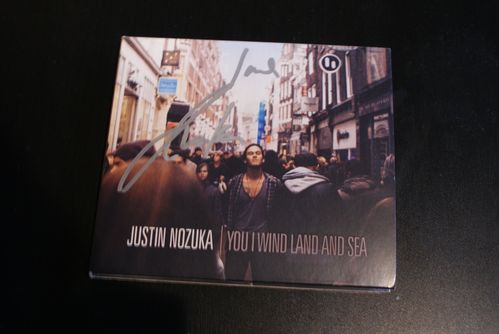 JUSTIN NOZUKA | YOU I WIND LAND AND SEA